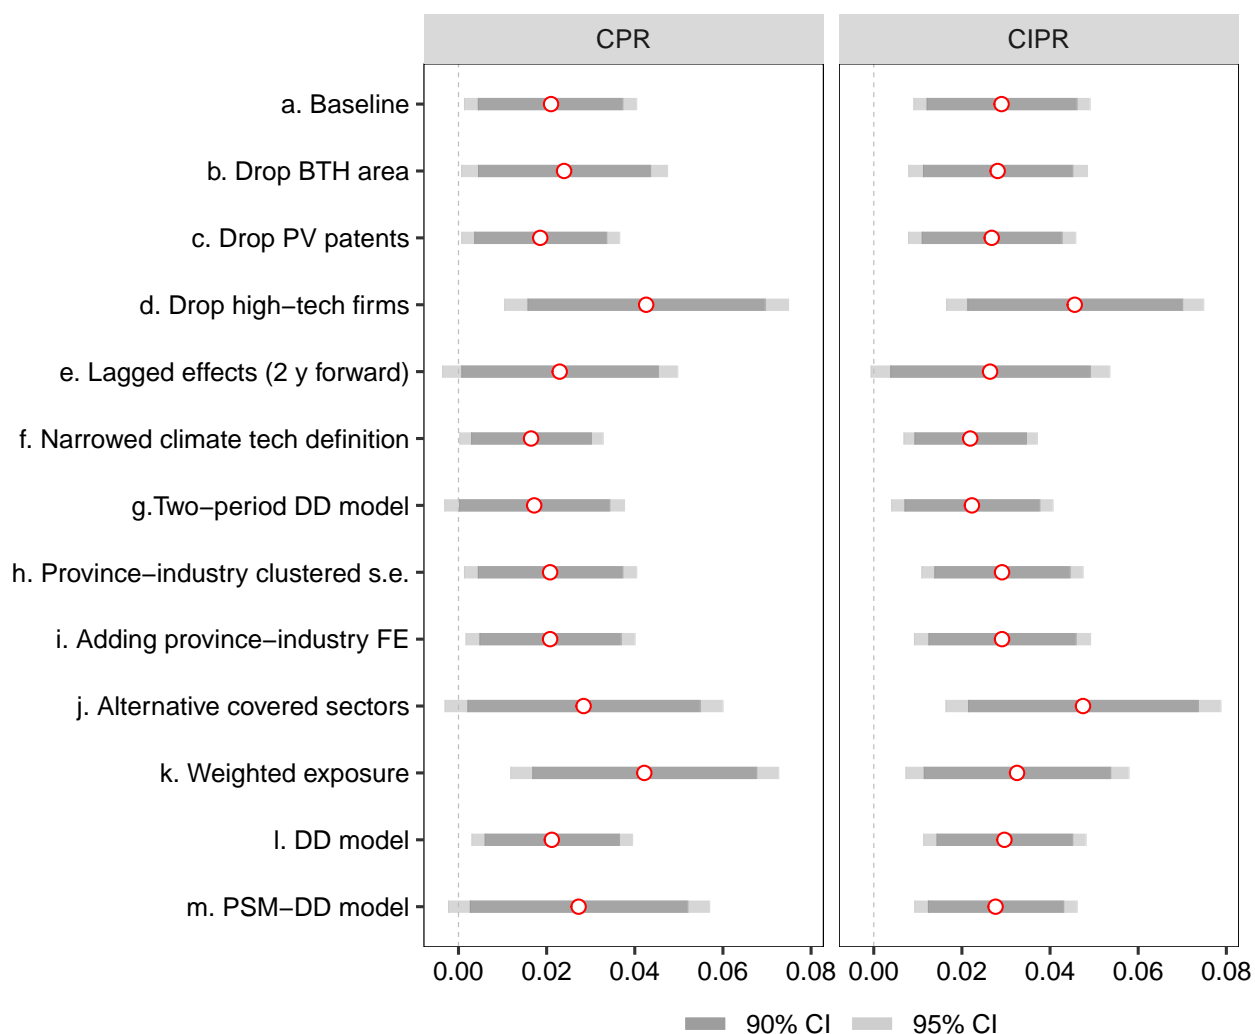 CPR CIPR
a. Baseline
b. Drop BTH area
c. Drop PV patents
d. Drop high−tech firms
e. Lagged effects (2 y forward)
f. Narrowed climate tech definition
g.Two−period DD model
h. Province−industry clustered s.e.
i. Adding province−industry FE
j. Alternative covered sectors
k. Weighted exposure
l. DD model
m. PSM−DD model
0.00 0.02 0.04 0.06 0.08 0.00 0.02 0.04 0.06 0.08
90% CI 95% CI